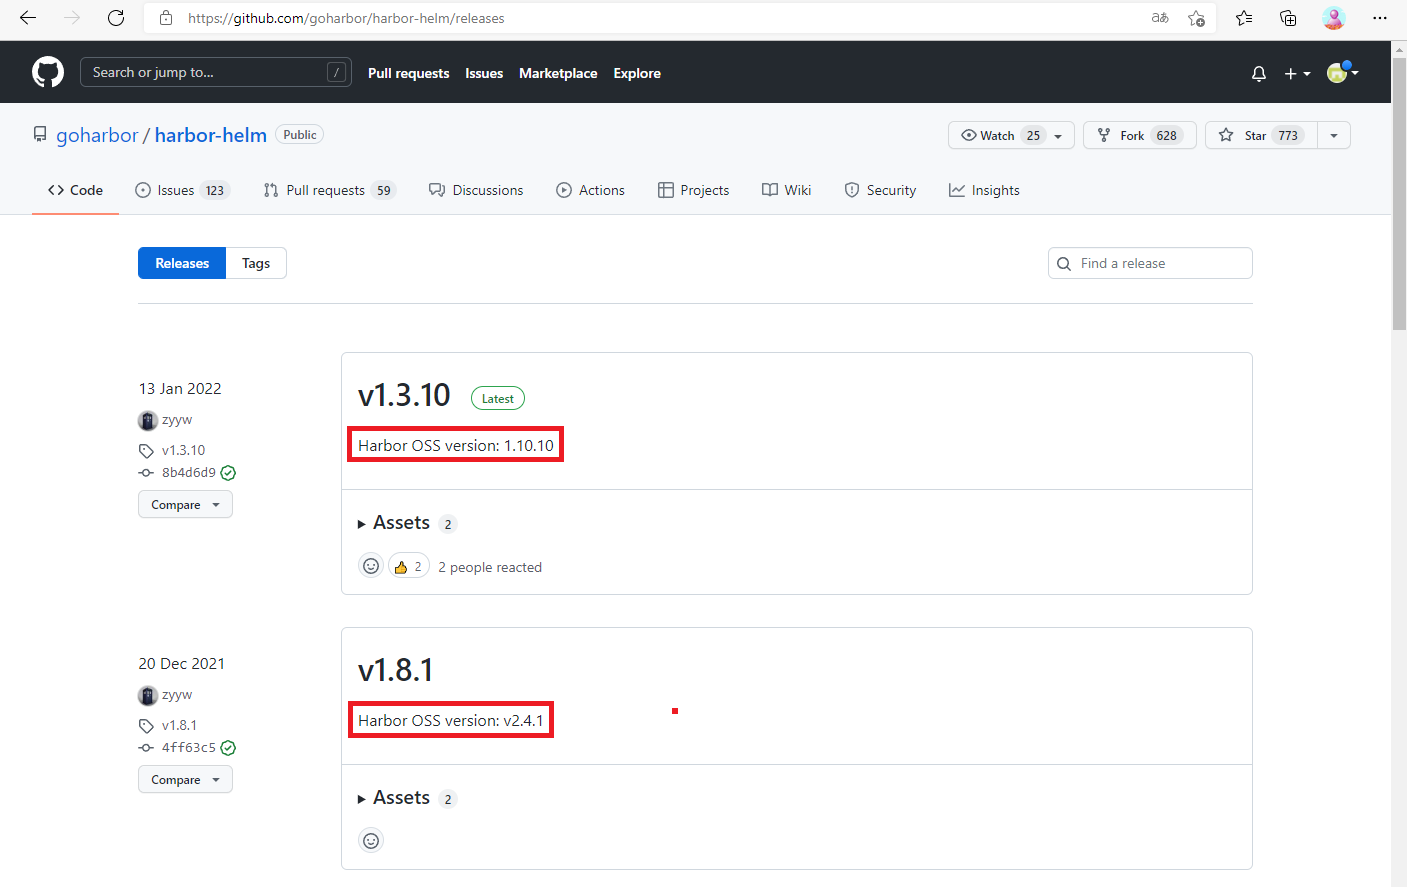 https://github.com/goharbor/harbor-helm/releases
Search or jump to... /
Pull requests Issues Marketplace Explore
goharbor / harbor-helm Public
Watch 25 Fork 628 Star 773
Code Issues 123 Pull requests 59 Discussions Actions Projects Wiki Security Insights
Releases Tags Find a release
13 Jan 2022
zyyw
v1.3.10
8b4d6d9
Compare
v1.3.10 Latest
Harbor OSS version: 1.10.10
Assets 2
2 2 people reacted
20 Dec 2021
zyyw
v1.8.1
4ff63c5
Compare
v1.8.1
Harbor OSS version: v2.4.1
Assets 2